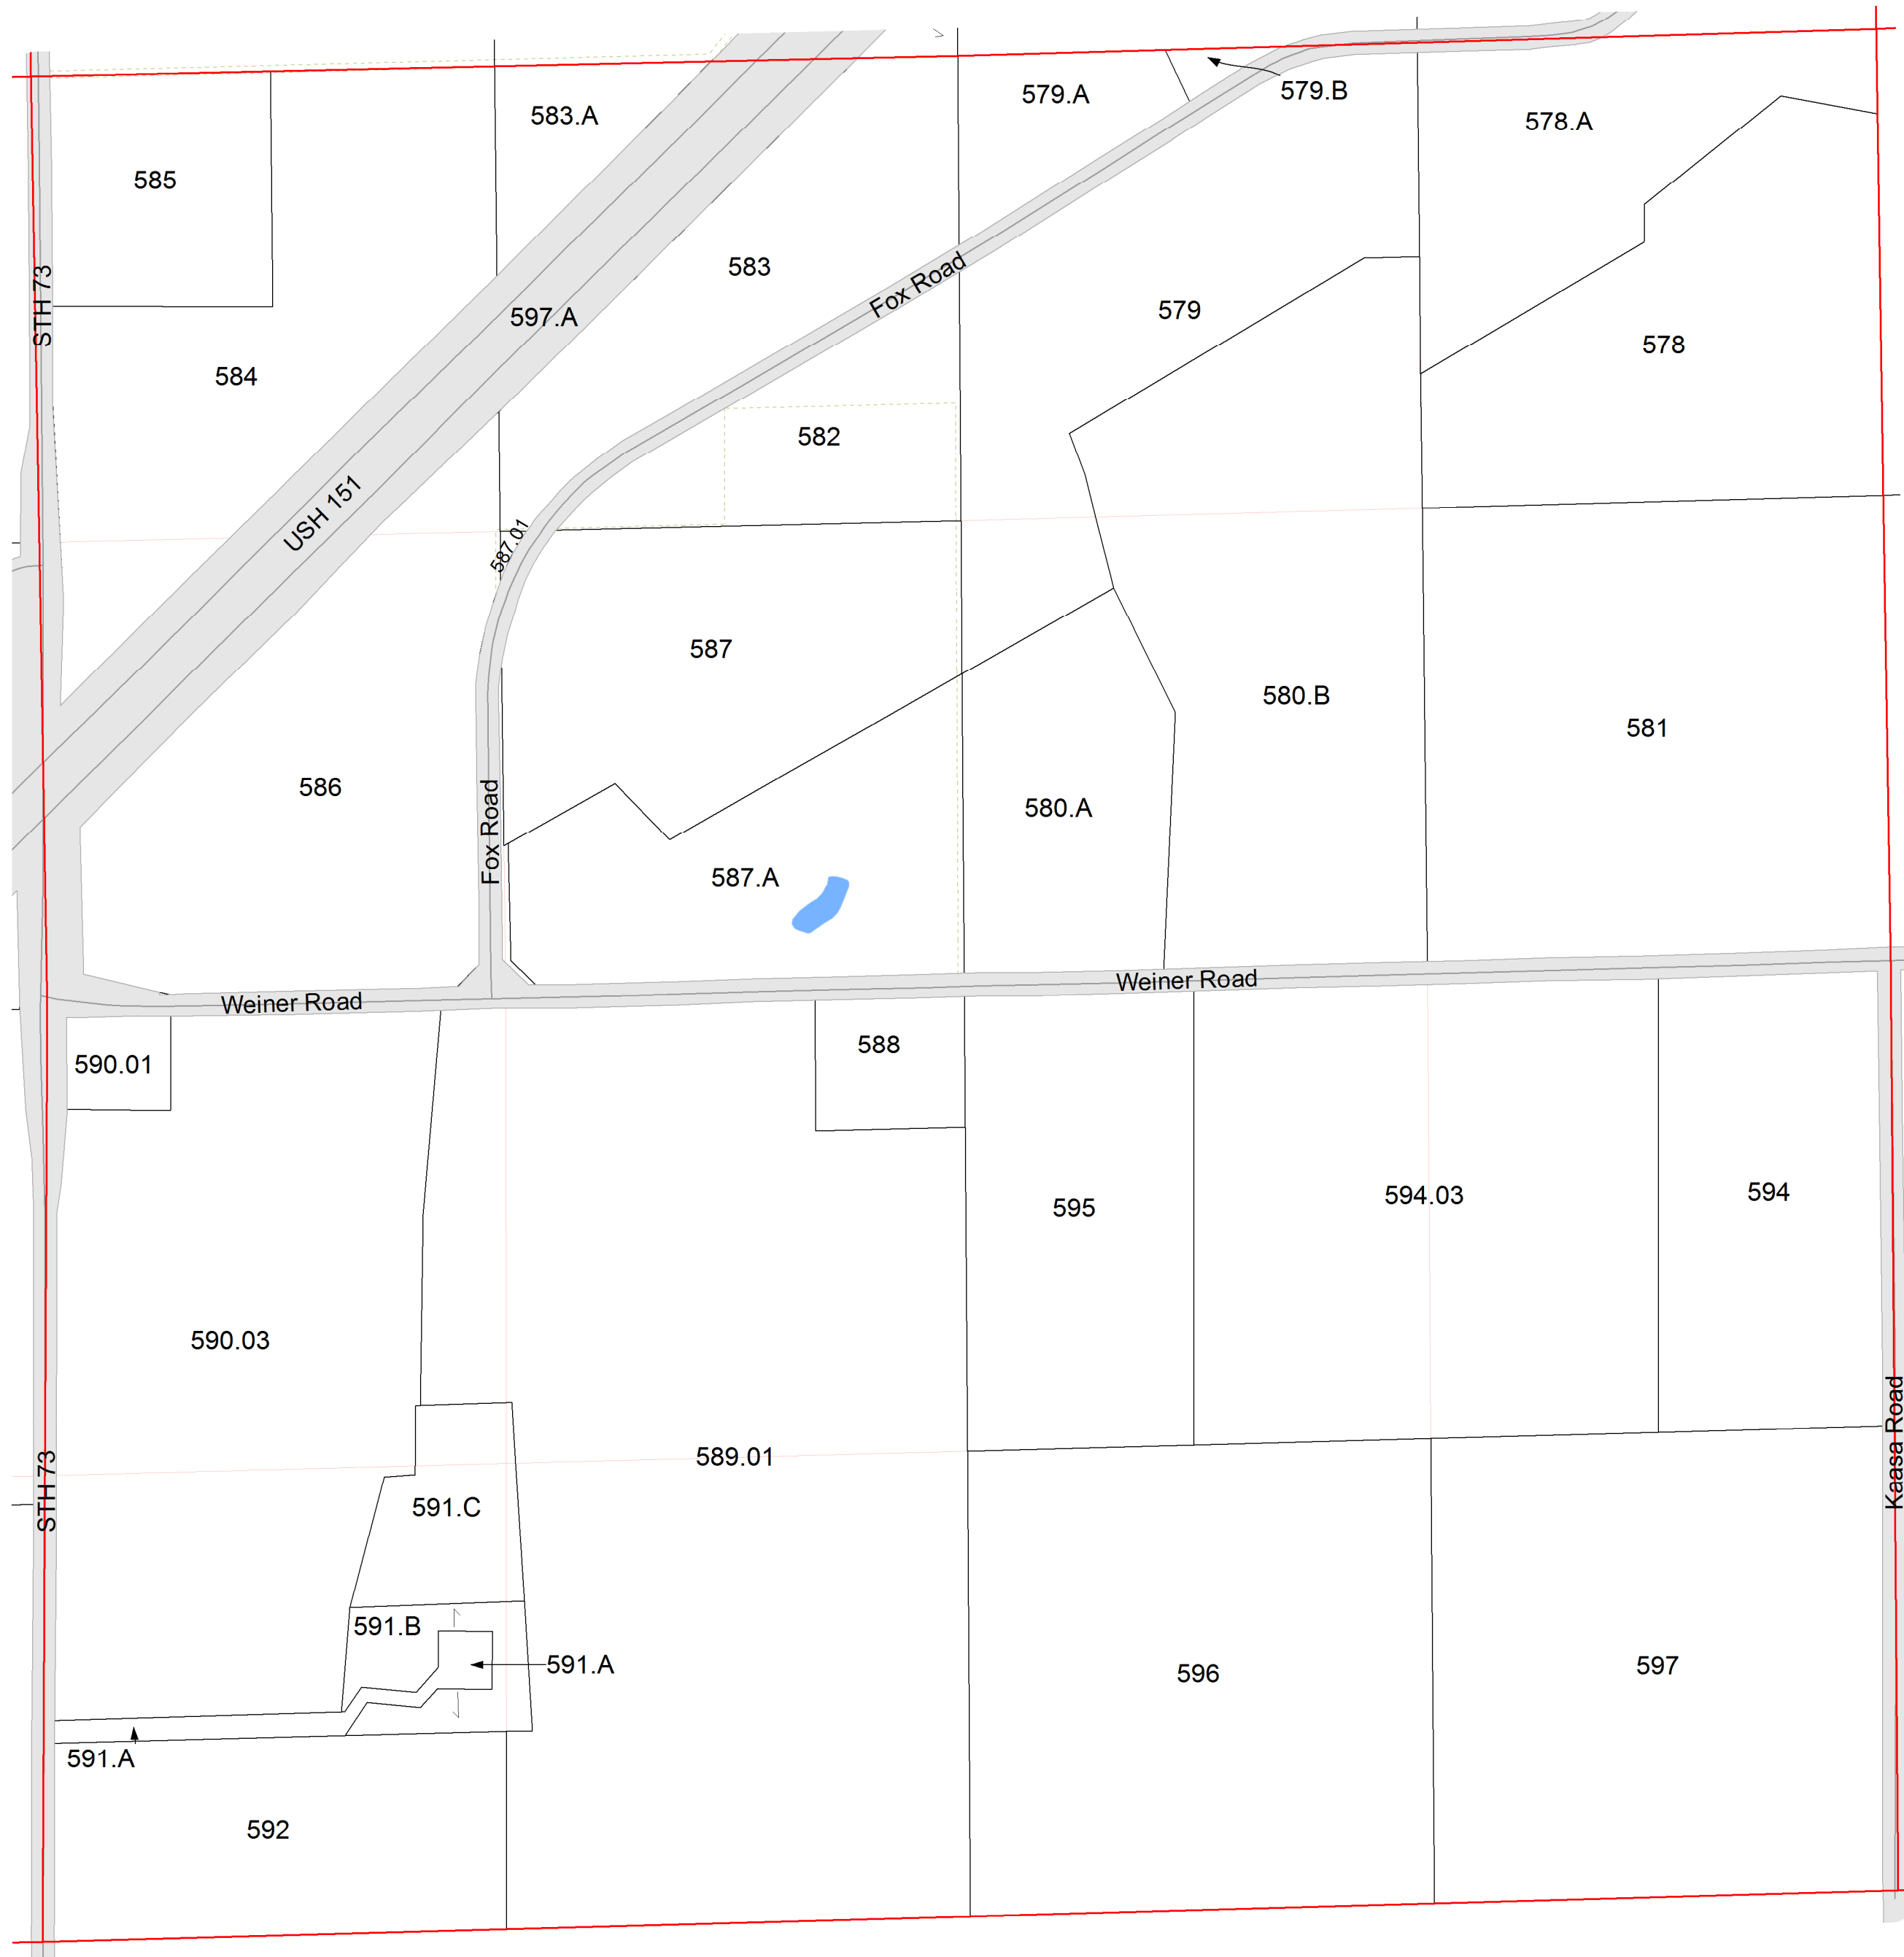 579.A
579.B
583.A
578.A
585
583
Fox Road
STH 73
579
597.A
578
584
582
USH 151
587.01
587
580.B
581
586
580.A
Fox Road
587.A
Weiner Road
Weiner Road
588
590.01
594
594.03
595
590.03
Kaasa Road
589.01
STH 73
591.C
591.B
591.A
597
596
591.A
592